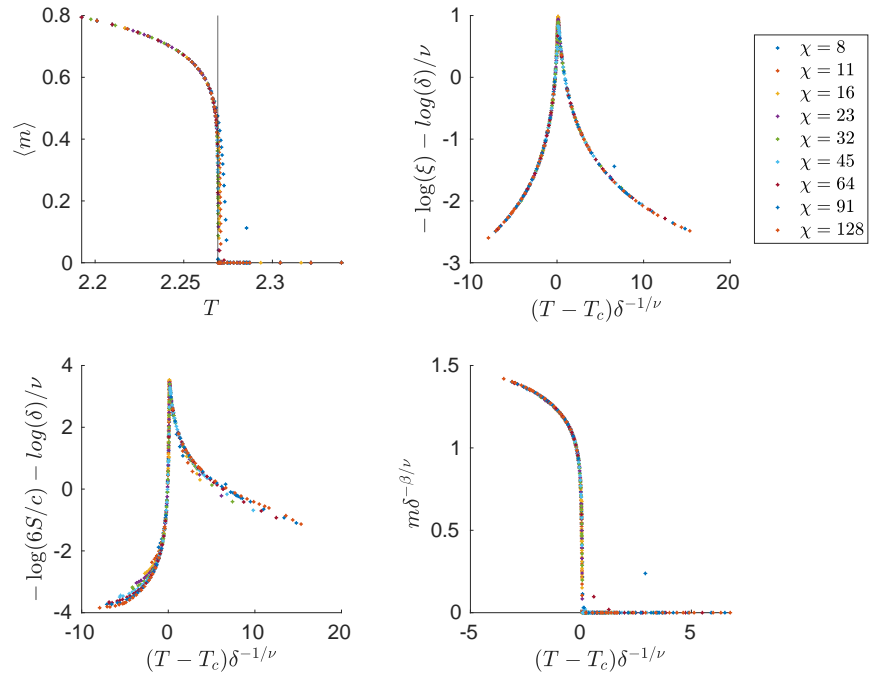 0.8
0.6
0.4
0.2
0
⟨m⟩
2.2
2.25
2.3
T
1
0
-1
-2
-3
− log(ξ) − log(δ)/ν
-10
0
10
20
(T − T_c)δ^{−1/ν}
χ = 8
χ = 11
χ = 16
χ = 23
χ = 32
χ = 45
χ = 64
χ = 91
χ = 128
4
2
0
-2
-4
− log(6S/c) − log(δ)/ν
-10
0
10
20
(T − T_c)δ^{−1/ν}
1.5
1
0.5
0
mδ^{−β/ν}
-5
0
5
(T − T_c)δ^{−1/ν}